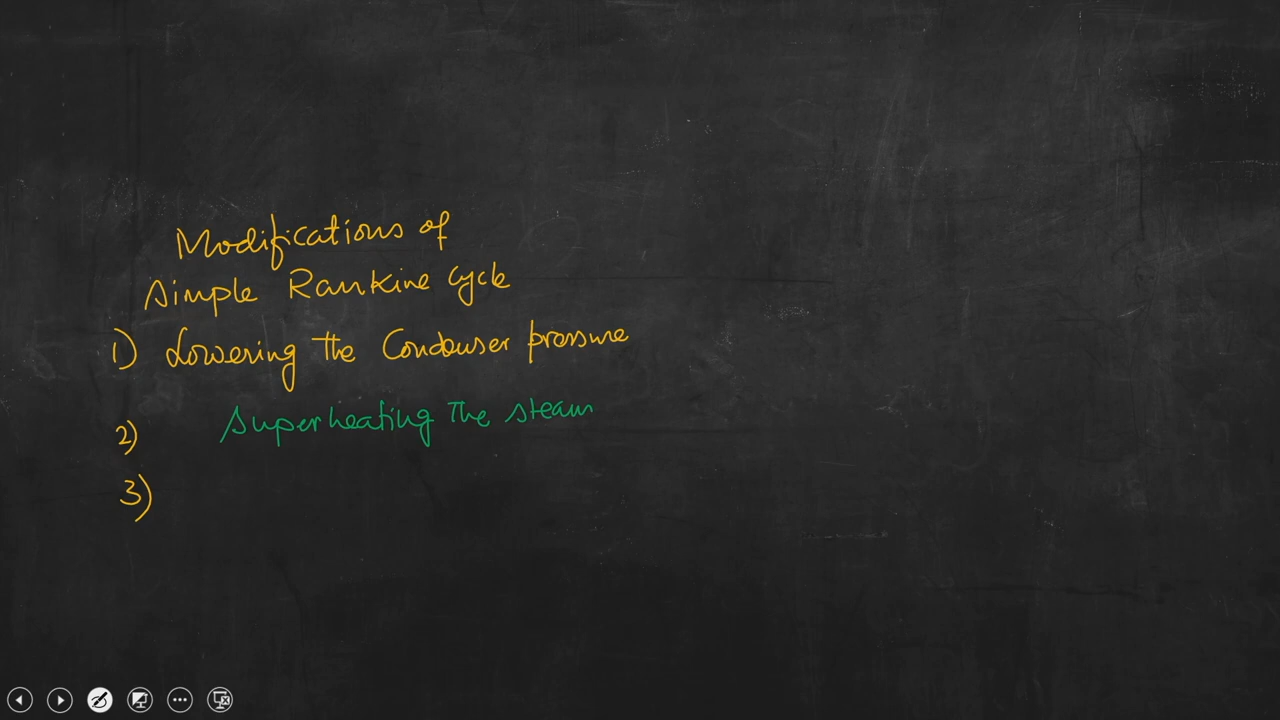 Modifications of
Simple Rankine cycle
1) Lowering the Condenser pressure
2) Superheating the steam
3)